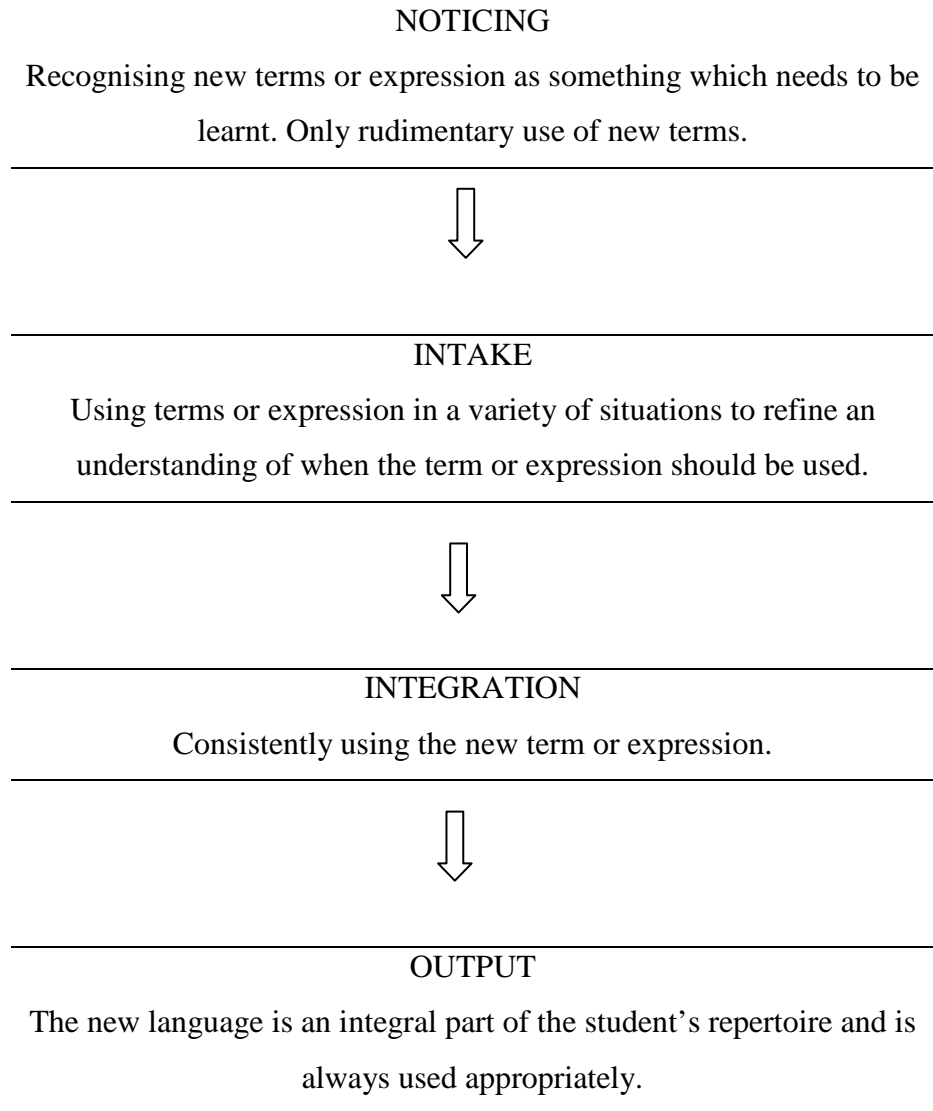 NOTICING
Recognising new terms or expression as something which needs to be
learnt. Only rudimentary use of new terms.
INTAKE
Using terms or expression in a variety of situations to refine an
understanding of when the term or expression should be used.
INTEGRATION
Consistently using the new term or expression.
OUTPUT
The new language is an integral part of the student’s repertoire and is
always used appropriately.